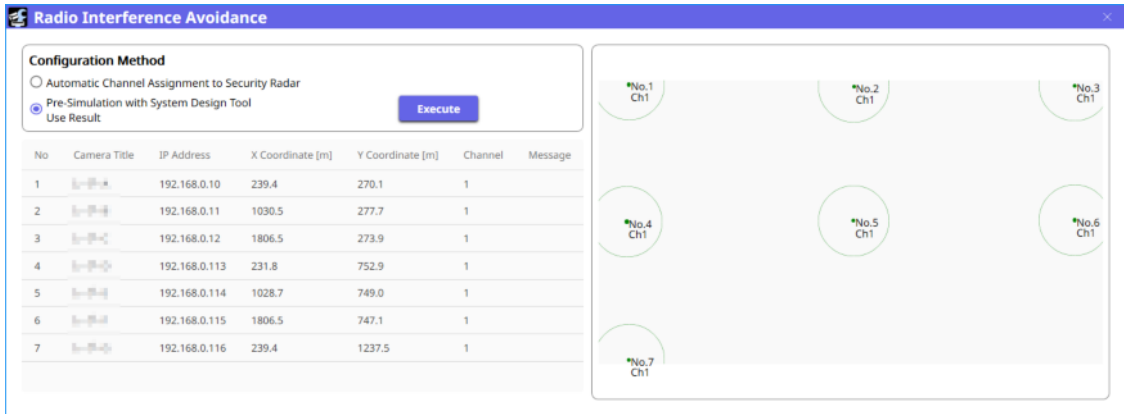 Radio Interference Avoidance
Configuration Method
Automatic Channel Assignment to Security Radar
Pre-Simulation with System Design Tool
Use Result
Execute
No Camera Title IP Address X Coordinate [m] Y Coordinate [m] Channel Message
1 192.168.0.10 239.4 270.1 1
2 192.168.0.11 1030.5 277.7 1
3 192.168.0.12 1806.5 273.9 1
4 192.168.0.113 231.8 752.9 1
5 192.168.0.114 1028.7 749.0 1
6 192.168.0.115 1806.5 747.1 1
7 192.168.0.116 239.4 1237.5 1
No.1
Ch1
No.2
Ch1
No.3
Ch1
No.4
Ch1
No.5
Ch1
No.6
Ch1
No.7
Ch1